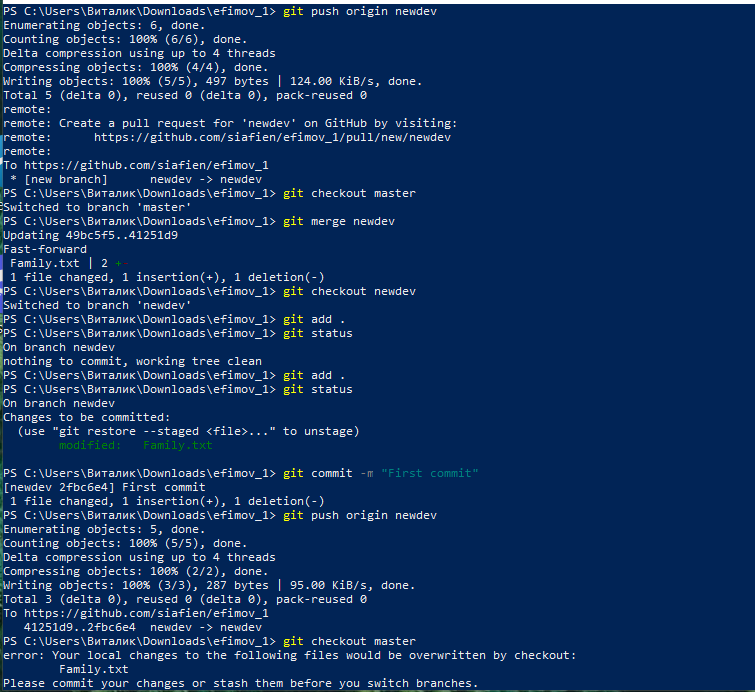 PS C:\Users\Виталик\Downloads\efimov_1> git push origin newdev
Enumerating objects: 6, done.
Counting objects: 100% (6/6), done.
Delta compression using up to 4 threads
Compressing objects: 100% (4/4), done.
Writing objects: 100% (5/5), 497 bytes | 124.00 KiB/s, done.
Total 5 (delta 0), reused 0 (delta 0), pack-reused 0
remote:
remote: Create a pull request for 'newdev' on GitHub by visiting:
remote:      https://github.com/siafien/efimov_1/pull/new/newdev
remote:
To https://github.com/siafien/efimov_1
 * [new branch]      newdev -> newdev
PS C:\Users\Виталик\Downloads\efimov_1> git checkout master
Switched to branch 'master'
PS C:\Users\Виталик\Downloads\efimov_1> git merge newdev
Updating 49bc5f5..41251d9
Fast-forward
 Family.txt | 2 +
 1 file changed, 1 insertion(+), 1 deletion(-)
PS C:\Users\Виталик\Downloads\efimov_1> git checkout newdev
Switched to branch 'newdev'
PS C:\Users\Виталик\Downloads\efimov_1> git add .
PS C:\Users\Виталик\Downloads\efimov_1> git status
On branch newdev
nothing to commit, working tree clean
PS C:\Users\Виталик\Downloads\efimov_1> git add .
PS C:\Users\Виталик\Downloads\efimov_1> git status
On branch newdev
Changes to be committed:
  (use "git restore --staged <file>..." to unstage)
        modified:   Family.txt
PS C:\Users\Виталик\Downloads\efimov_1> git commit -m "First commit"
[newdev 2fbc6e4] First commit
 1 file changed, 1 insertion(+), 1 deletion(-)
PS C:\Users\Виталик\Downloads\efimov_1> git push origin newdev
Enumerating objects: 5, done.
Counting objects: 100% (5/5), done.
Delta compression using up to 4 threads
Compressing objects: 100% (2/2), done.
Writing objects: 100% (3/3), 287 bytes | 95.00 KiB/s, done.
Total 3 (delta 0), reused 0 (delta 0), pack-reused 0
To https://github.com/siafien/efimov_1
   41251d9..2fbc6e4  newdev -> newdev
PS C:\Users\Виталик\Downloads\efimov_1> git checkout master
error: Your local changes to the following files would be overwritten by checkout:
        Family.txt
Please commit your changes or stash them before you switch branches.